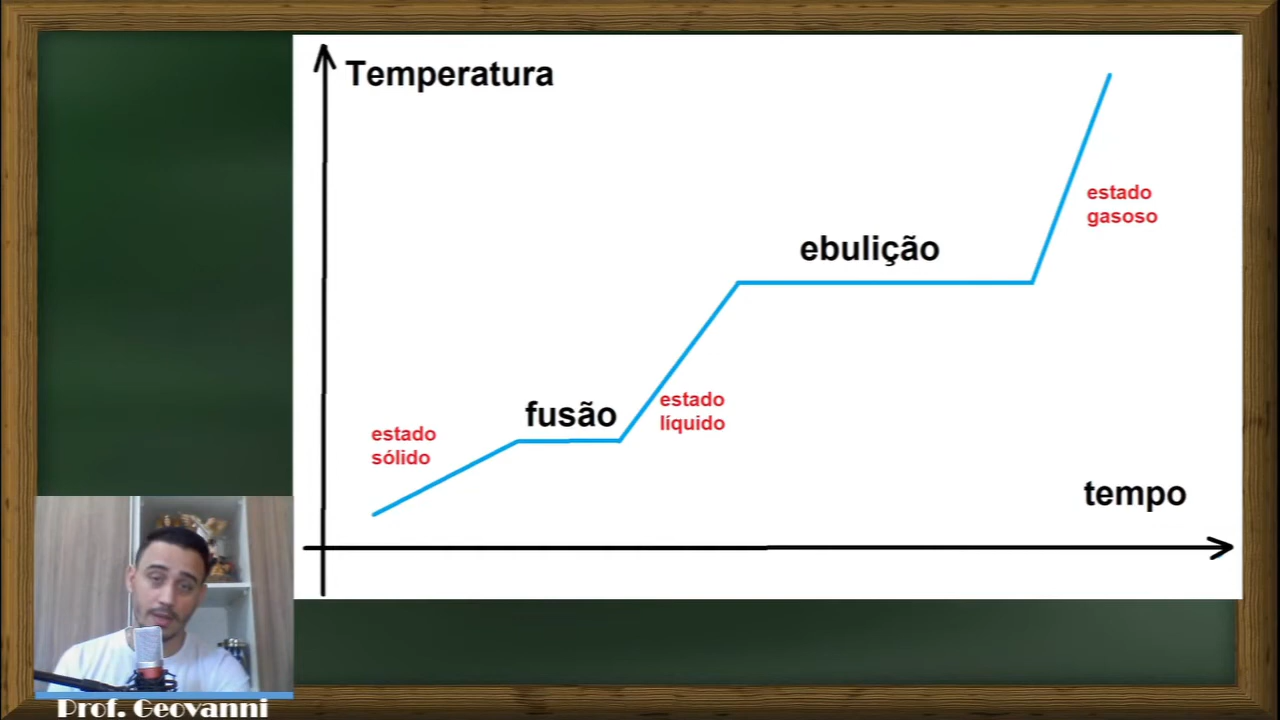 Temperatura
estado
gasoso
ebulição
estado
líquido
fusão
estado
sólido
tempo
Prof. Geovanni